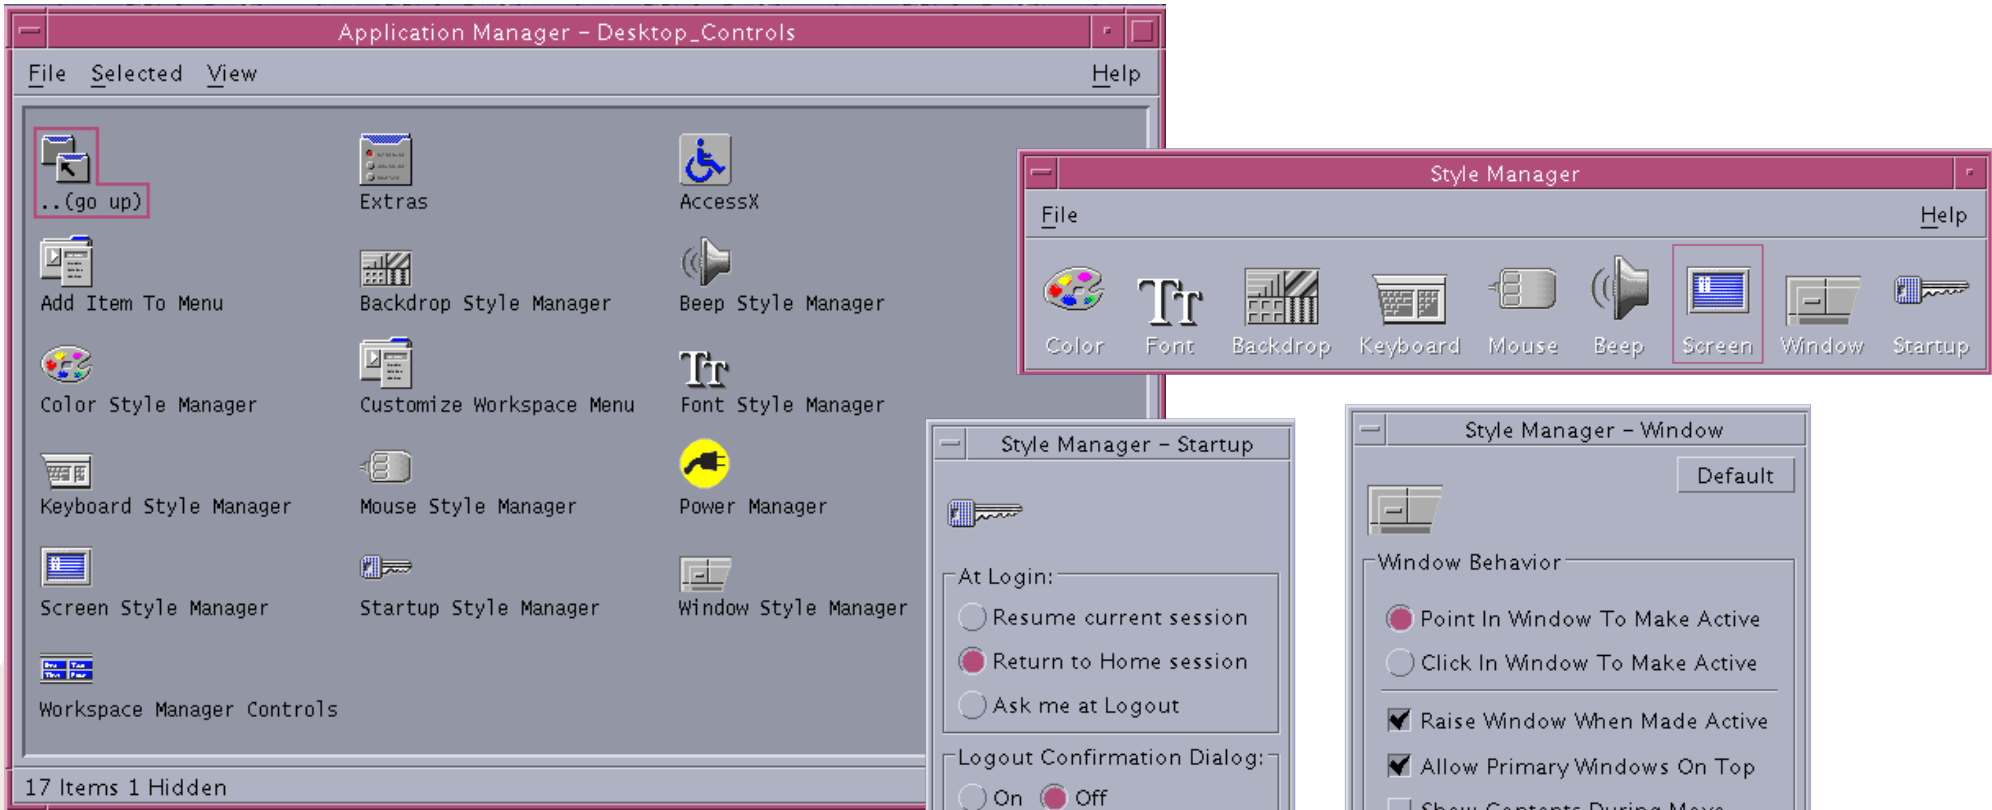 Application Manager – Desktop_Controls
File Selected View Help
..(go up) Extras AccessX
Add Item To Menu Backdrop Style Manager Beep Style Manager
Color Style Manager Customize Workspace Menu Font Style Manager
Keyboard Style Manager Mouse Style Manager Power Manager
Screen Style Manager Startup Style Manager Window Style Manager
Workspace Manager Controls
17 Items 1 Hidden
Style Manager
File Help
Color Font Backdrop Keyboard Mouse Beep Screen Window Startup
Style Manager – Startup
At Login:
Resume current session
Return to Home session
Ask me at Logout
Logout Confirmation Dialog:
On Off
Style Manager – Window
Default
Window Behavior
Point In Window To Make Active
Click In Window To Make Active
Raise Window When Made Active
Allow Primary Windows On Top
Show Contents During Move